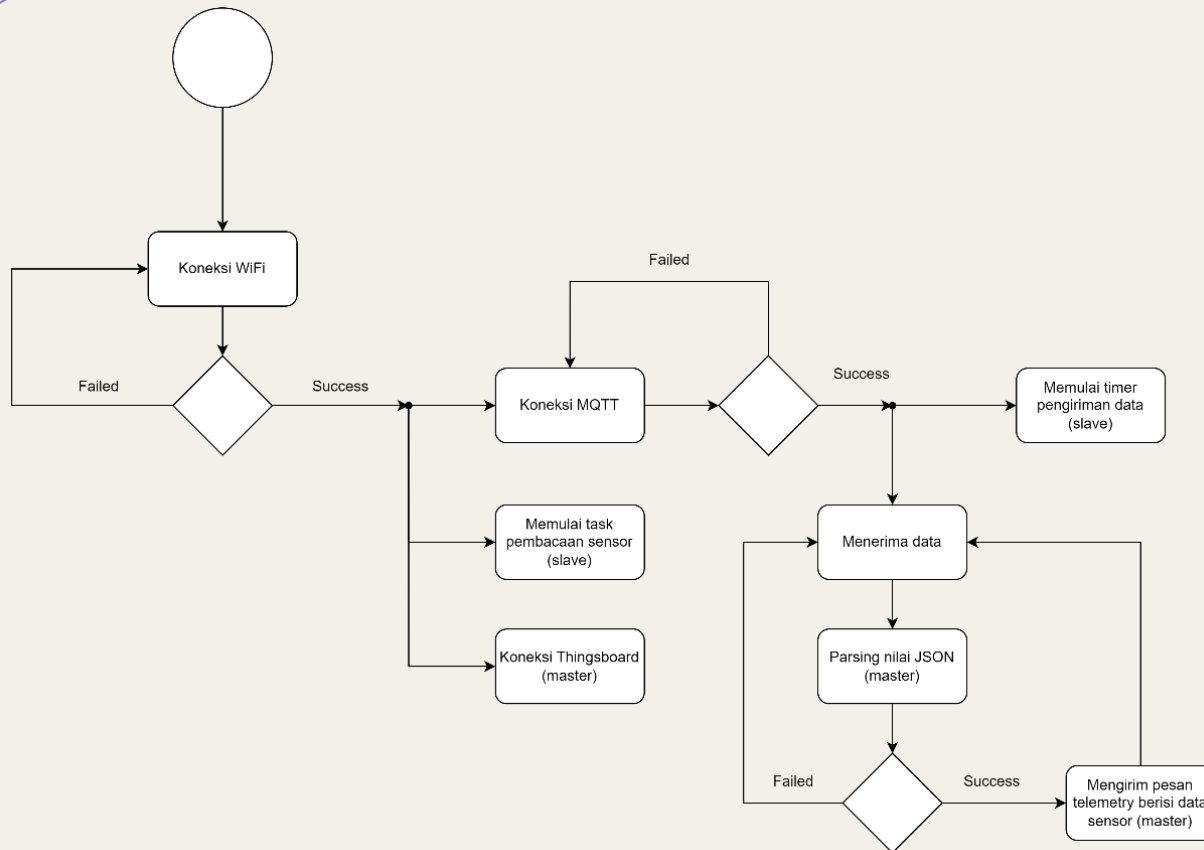 Koneksi WiFi
Failed
Success
Failed
Koneksi MQTT
Success
Memulai timer
pengiriman data
(slave)
Memulai task
pembacaan sensor
(slave)
Koneksi Thingsboard
(master)
Menerima data
Parsing nilai JSON
(master)
Failed
Success
Mengirim pesan
telemetry berisi data
sensor (master)